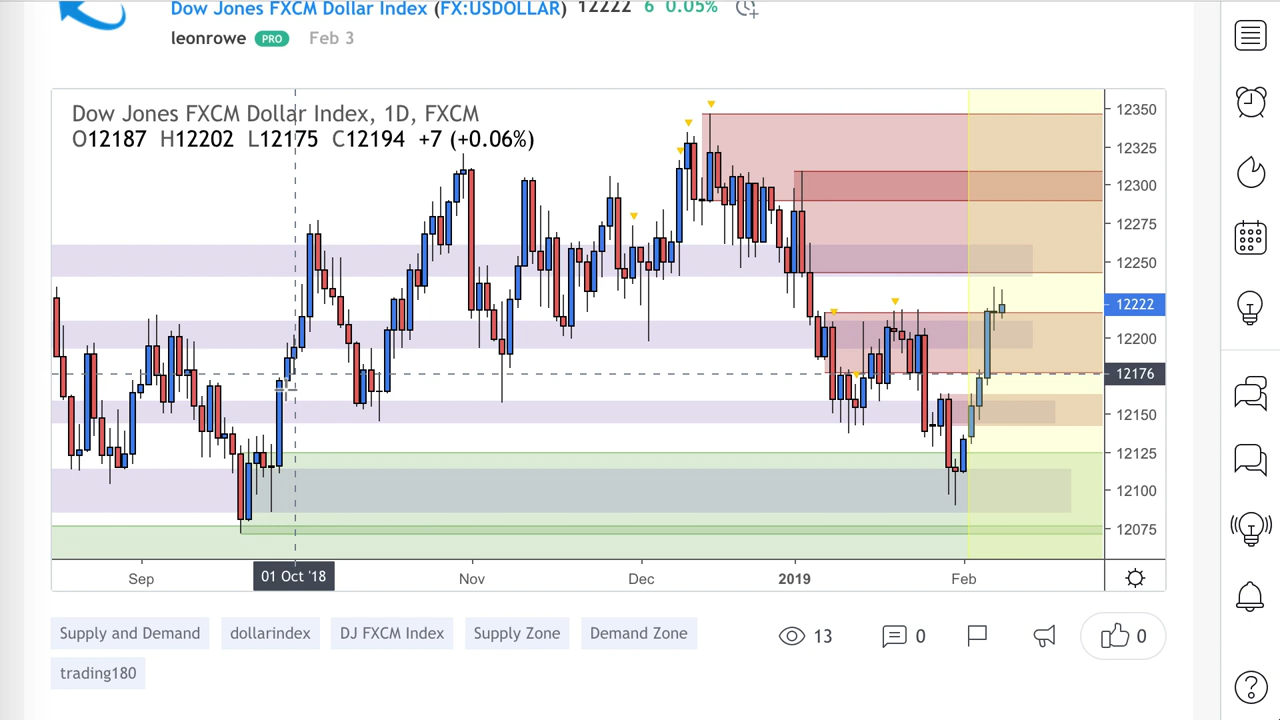 Dow Jones FXCM Dollar Index (FX:USDOLLAR) 12222 6 0.05%
leonrowe PRO Feb 3
Dow Jones FXCM Dollar Index, 1D, FXCM
O12187 H12202 L12175 C12194 +7 (+0.06%)
12350
12325
12300
12275
12250
12222
12200
12176
12150
12125
12100
12075
Sep 01 Oct '18 Nov Dec 2019 Feb
Supply and Demand dollarindex DJ FXCM Index Supply Zone Demand Zone 13 0 0
trading180